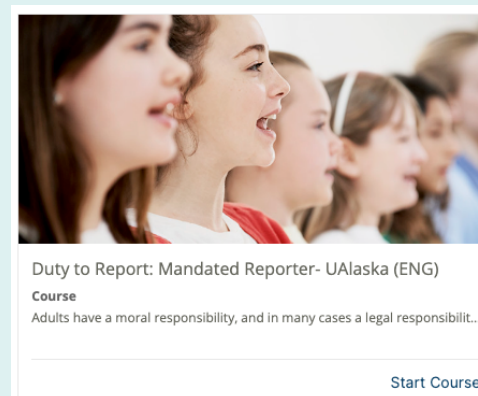 Duty to Report: Mandated Reporter- UAlaska (ENG)
Course
Adults have a moral responsibility, and in many cases a legal responsibilit...
Start Course